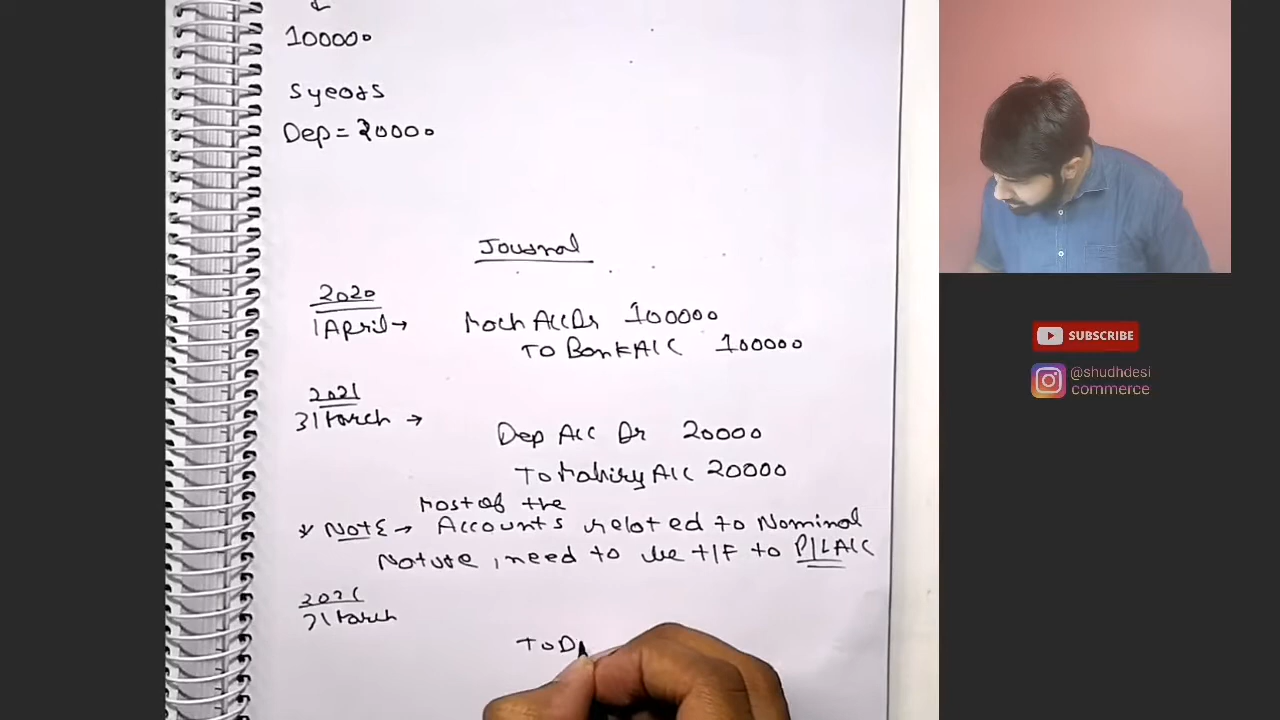 100000
5 years
Dep = 20000
Journal
2020
1 April → Mach A/C Dr 100000
To Bank A/C 100000
2021
31 March →
Dep A/C Dr 20000
To Mahinry A/C 20000
Most of the
* NOTE → Accounts related to Nominal
Nature, need to be T/F to P/L A/C
2021
31 March
To D
SUBSCRIBE
@shudhdesi
commerce